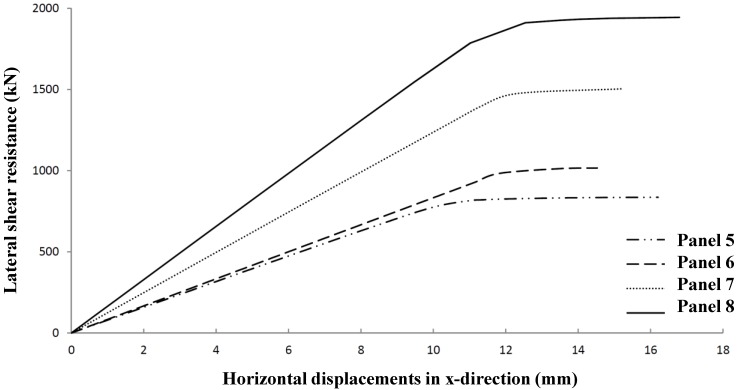 2000
1500
1000
500
0
0 2 4 6 8 10 12 14 16 18
Lateral shear resistance (kN)
Horizontal displacements in x-direction (mm)
Panel 5
Panel 6
Panel 7
Panel 8